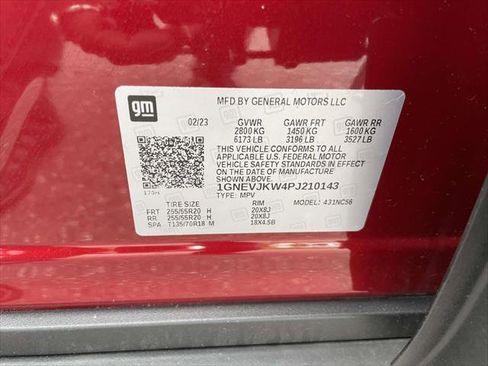 gm
MFD BY GENERAL MOTORS LLC
02/23 GVWR GAWR FRT GAWR RR
2800 KG 1450 KG 1600 KG
6173 LB 3196 LB 3527 LB
THIS VEHICLE CONFORMS TO ALL
APPLICABLE U.S. FEDERAL MOTOR
VEHICLE SAFETY STANDARDS IN EFFECT
ON THE DATE OF MANUFACTURE SHOWN ABOVE.
1GNEVJKW4PJ210143
TYPE: MPV
TIRE SIZE RIM MODEL: 431NC56
FRT 255/55R20 H 20X8J
RR 255/55R20 H 20X8J
SPA T135/70R18 M 18X4.5B